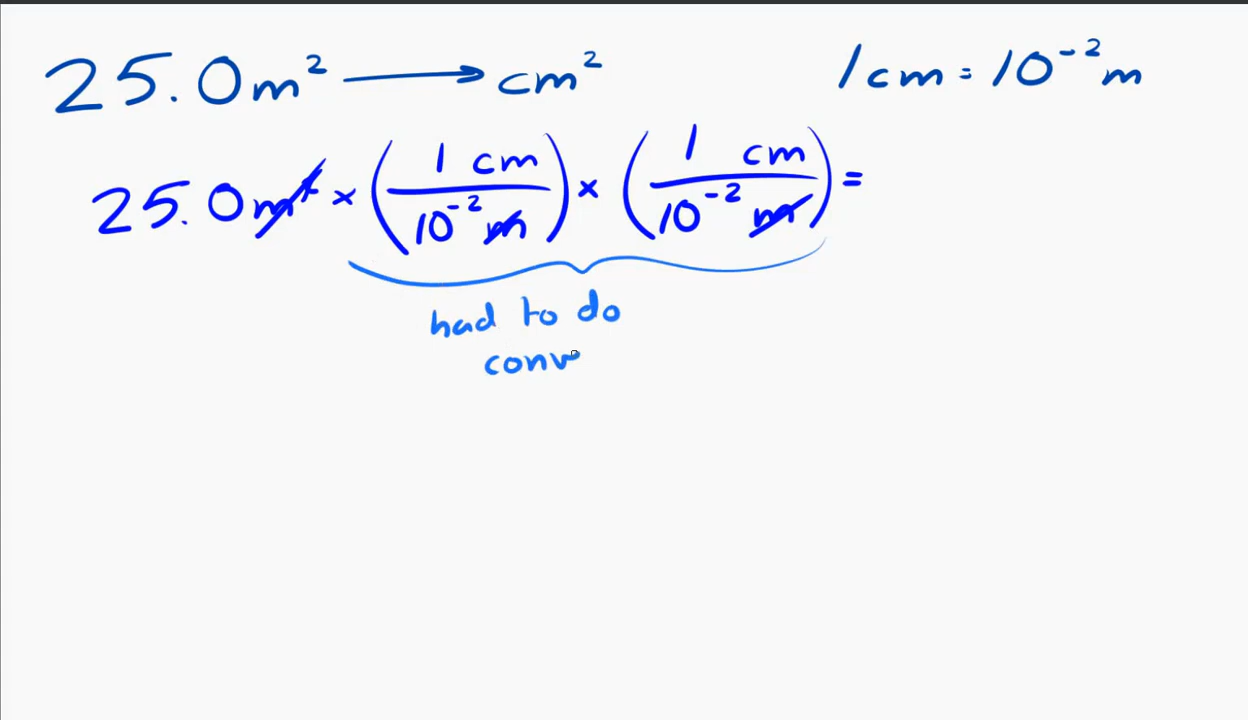 25.0m² → cm² 1cm = 10⁻²m
25.0m² × (1 cm / 10⁻² m) × (1 cm / 10⁻² m) =
had to do
conv